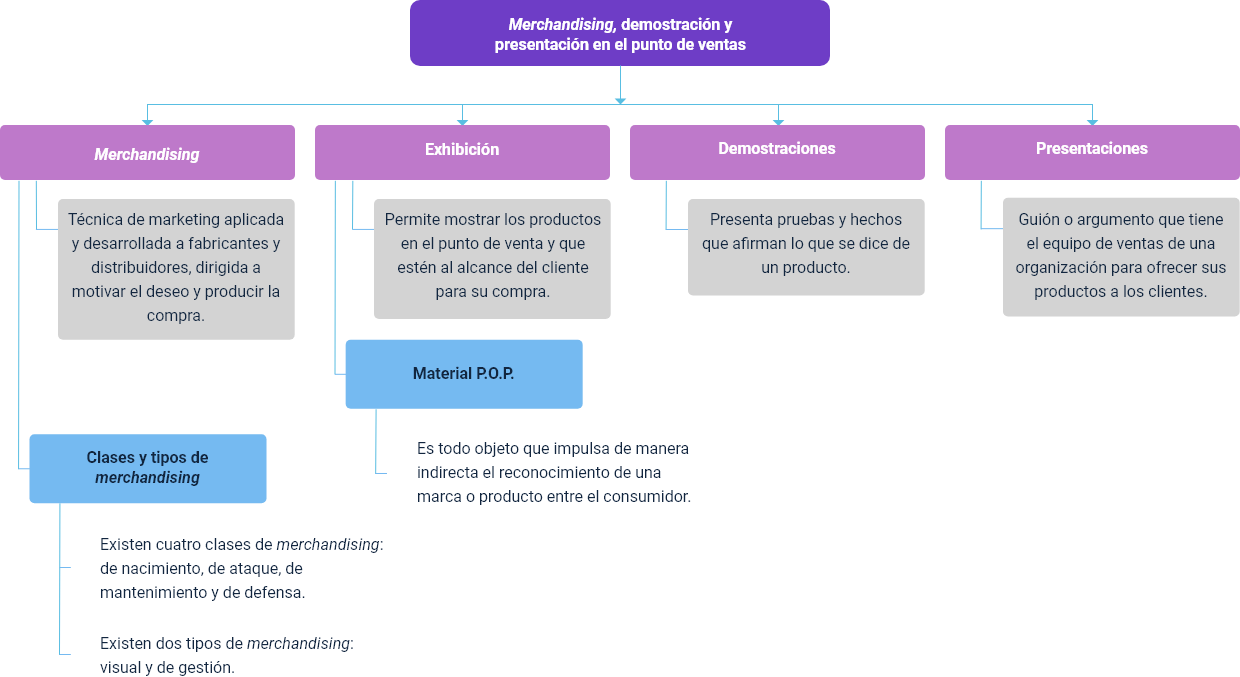 Merchandising, demostración y
presentación en el punto de ventas
Merchandising
Técnica de marketing aplicada
y desarrollada a fabricantes y
distribuidores, dirigida a
motivar el deseo y producir la
compra.
Clases y tipos de
merchandising
Existen cuatro clases de merchandising:
de nacimiento, de ataque, de
mantenimiento y de defensa.
Existen dos tipos de merchandising:
visual y de gestión.
Exhibición
Permite mostrar los productos
en el punto de venta y que
estén al alcance del cliente
para su compra.
Material P.O.P.
Es todo objeto que impulsa de manera
indirecta el reconocimiento de una
marca o producto entre el consumidor.
Demostraciones
Presenta pruebas y hechos
que afirman lo que se dice de
un producto.
Presentaciones
Guión o argumento que tiene
el equipo de ventas de una
organización para ofrecer sus
productos a los clientes.